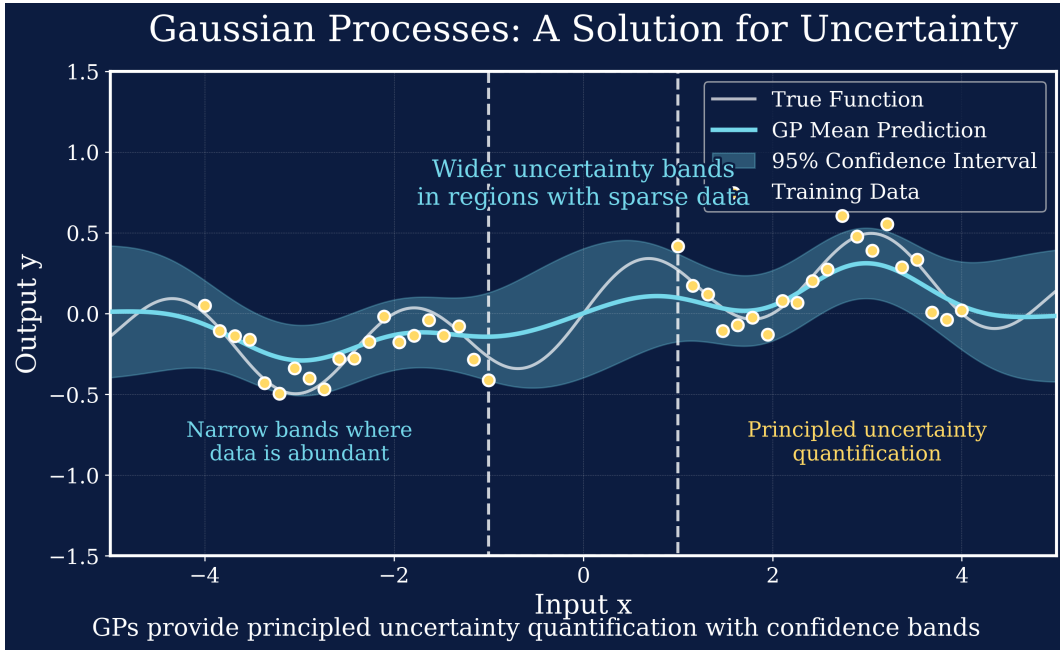 Gaussian Processes: A Solution for Uncertainty
1.5
1.0
0.5
0.0
−0.5
−1.0
−1.5
Output y
True Function
GP Mean Prediction
95% Confidence Interval
Training Data
Wider uncertainty bands
in regions with sparse data
Narrow bands where
data is abundant
Principled uncertainty
quantification
−4
−2
0
2
4
Input x
GPs provide principled uncertainty quantification with confidence bands